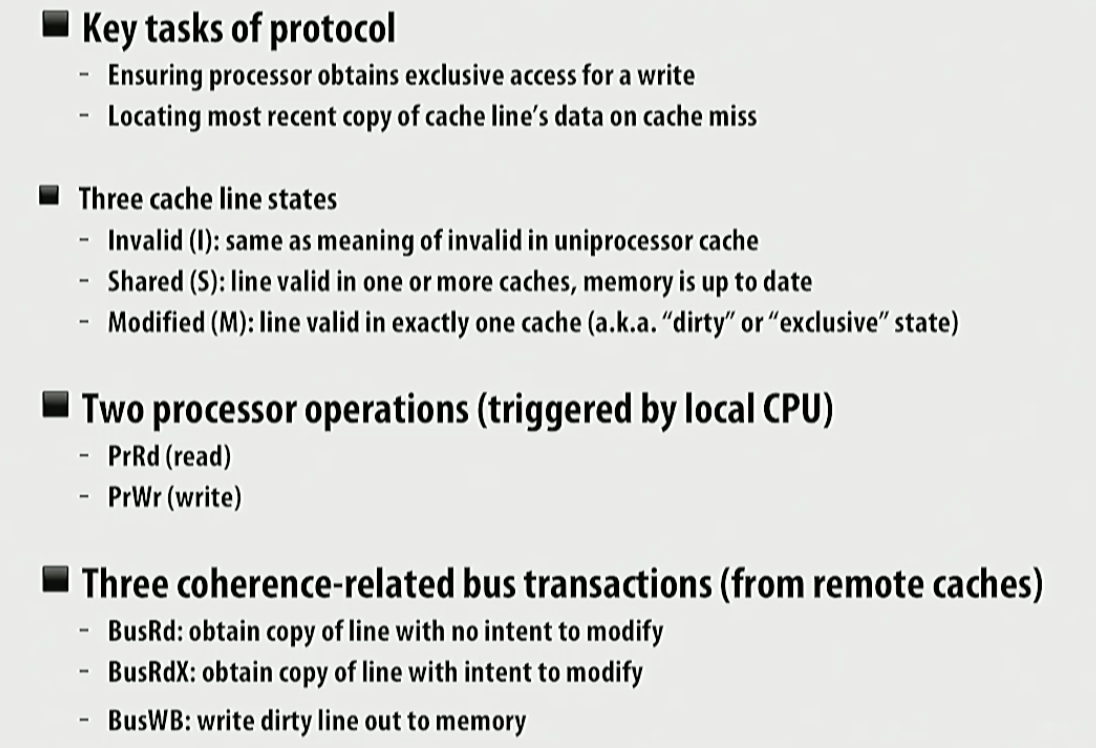 Key tasks of protocol
- Ensuring processor obtains exclusive access for a write
- Locating most recent copy of cache line's data on cache miss
Three cache line states
- Invalid (I): same as meaning of invalid in uniprocessor cache
- Shared (S): line valid in one or more caches, memory is up to date
- Modified (M): line valid in exactly one cache (a.k.a. “dirty” or “exclusive” state)
Two processor operations (triggered by local CPU)
- PrRd (read)
- PrWr (write)
Three coherence-related bus transactions (from remote caches)
- BusRd: obtain copy of line with no intent to modify
- BusRdX: obtain copy of line with intent to modify
- BusWB: write dirty line out to memory